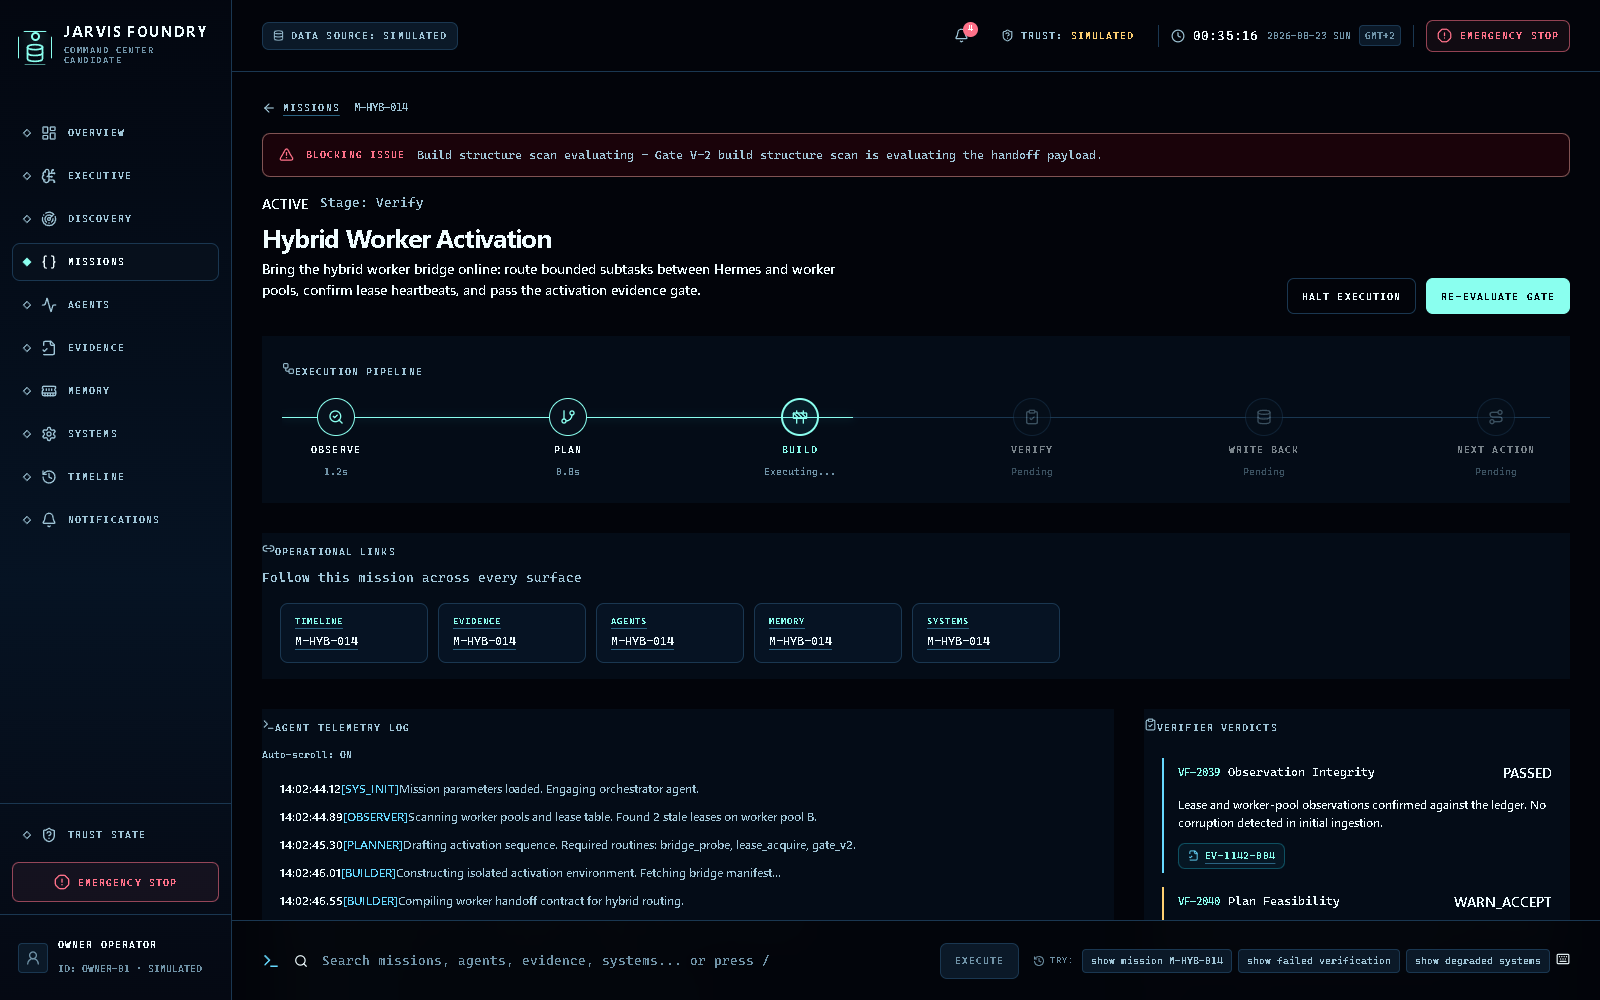 JARVIS FOUNDRY
COMMAND CENTER
CANDIDATE
OVERVIEW
EXECUTIVE
DISCOVERY
MISSIONS
AGENTS
EVIDENCE
MEMORY
SYSTEMS
TIMELINE
NOTIFICATIONS
TRUST STATE
EMERGENCY STOP
OWNER OPERATOR
ID: OWNER-01 • SIMULATED
DATA SOURCE: SIMULATED
4
TRUST: SIMULATED
00:35:16 2026-08-23 SUN GMT+2
EMERGENCY STOP
MISSIONS M-HYB-014
BLOCKING ISSUE Build structure scan evaluating – Gate V-2 build structure scan is evaluating the handoff payload.
ACTIVE Stage: Verify
Hybrid Worker Activation
Bring the hybrid worker bridge online: route bounded subtasks between Hermes and worker
pools, confirm lease heartbeats, and pass the activation evidence gate.
HALT EXECUTION
RE-EVALUATE GATE
EXECUTION PIPELINE
OBSERVE
1.2s
PLAN
0.8s
BUILD
Executing...
VERIFY
Pending
WRITE BACK
Pending
NEXT ACTION
Pending
OPERATIONAL LINKS
Follow this mission across every surface
TIMELINE
M-HYB-014
EVIDENCE
M-HYB-014
AGENTS
M-HYB-014
MEMORY
M-HYB-014
SYSTEMS
M-HYB-014
AGENT TELEMETRY LOG
Auto-scroll: ON
14:02:44.12[SYS_INIT]Mission parameters loaded. Engaging orchestrator agent.
14:02:44.89[OBSERVER]Scanning worker pools and lease table. Found 2 stale leases on worker pool B.
14:02:45.30[PLANNER]Drafting activation sequence. Required routines: bridge_probe, lease_acquire, gate_v2.
14:02:46.01[BUILDER]Constructing isolated activation environment. Fetching bridge manifest...
14:02:46.55[BUILDER]Compiling worker handoff contract for hybrid routing.
VERIFIER VERDICTS
VF-2039 Observation Integrity PASSED
Lease and worker-pool observations confirmed against the ledger. No
corruption detected in initial ingestion.
EV-1142-004
VF-2040 Plan Feasibility WARN_ACCEPT
Search missions, agents, evidence, systems... or press /
EXECUTE
TRY:
show mission M-HYB-014
show failed verification
show degraded systems